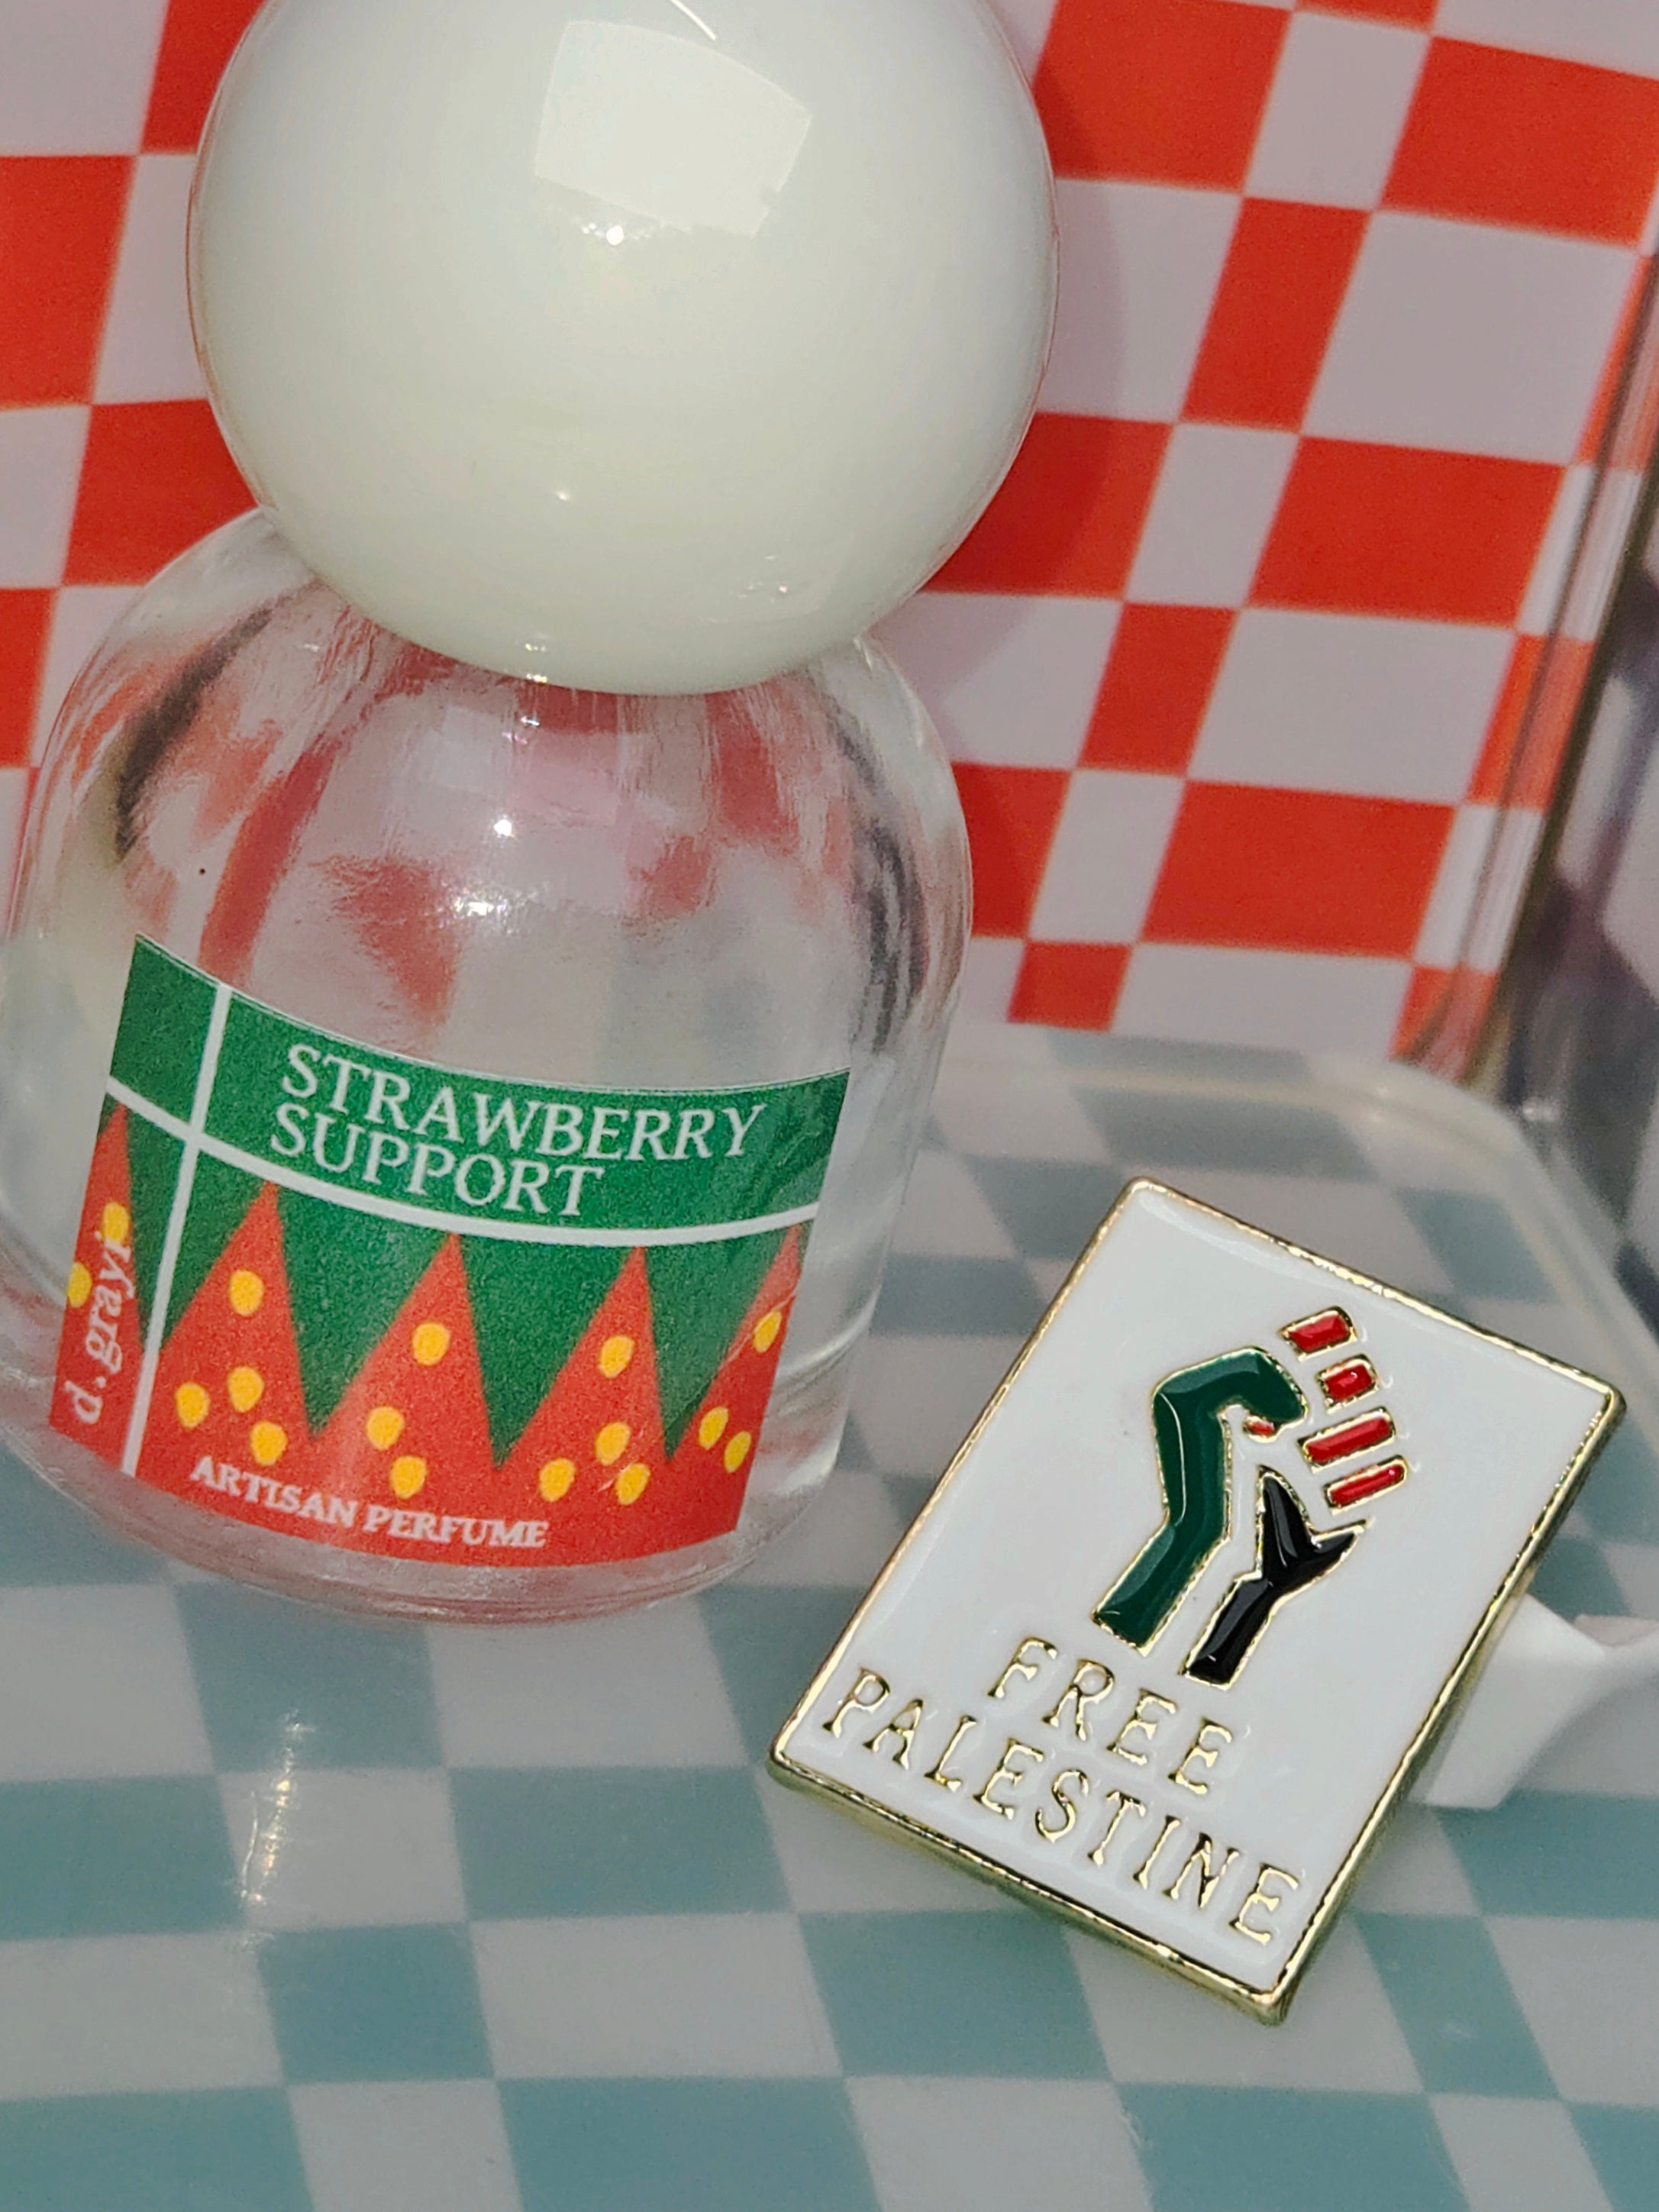 STRAWBERRY
SUPPORT
d.grayi.
ARTISAN PERFUME
FREE
PALESTINE